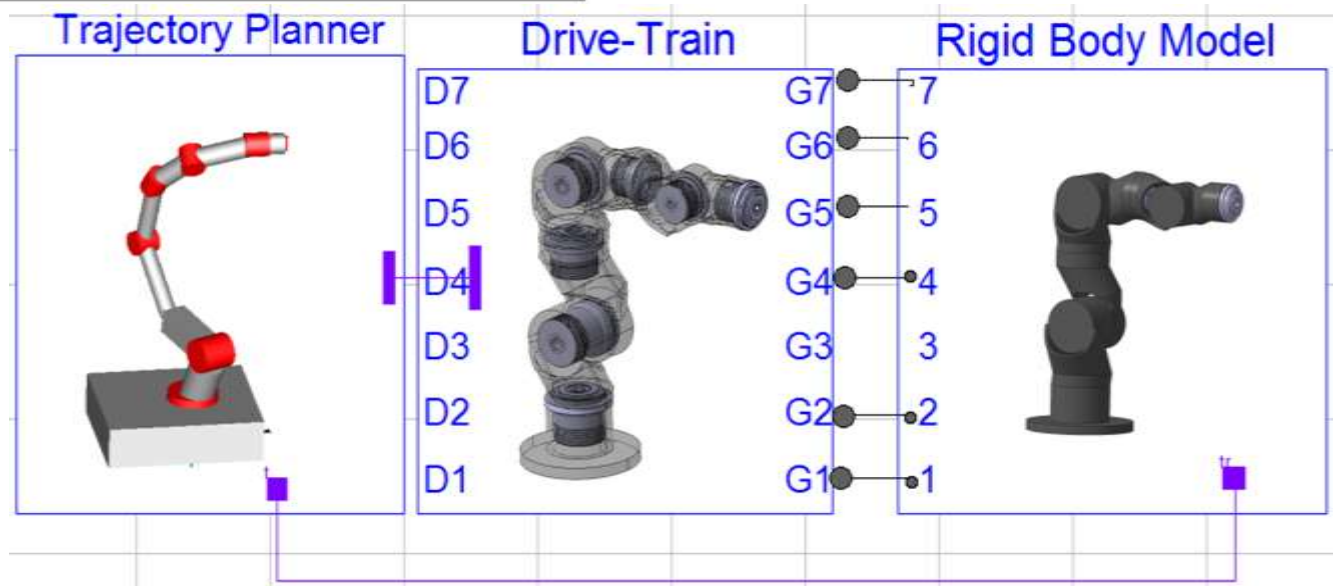 Trajectory Planner
Drive-Train
Rigid Body Model
D7
D6
D5
D4
D3
D2
D1
G7
G6
G5
G4
G3
G2
G1
7
6
5
4
3
2
1
tr